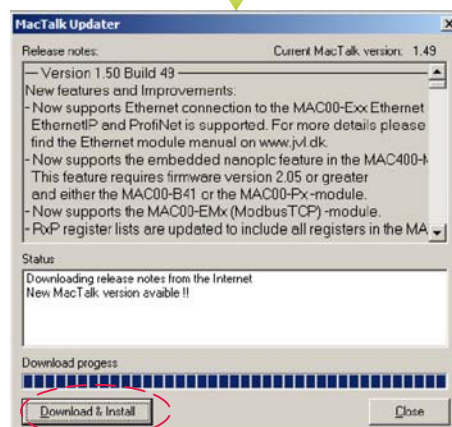 MacTalk Updater
Release notes: Current MacTalk version: 1.49
— Version 1.50 Build 49 —
New features and Improvements:
- Now supports Ethernet connection to the MAC00-Exx Ethernet
EthernetIP and ProfiNet is supported. For more details please
find the Ethernet module manual on www.jvl.dk.
- Now supports the embedded nanoplc feature in the MAC400-
This feature requires firmware version 2.05 or greater
and either the MAC00-B41 or the MAC00-Px-module.
- Now supports the MAC00-EMx (ModbusTCP) -module.
- RxP register lists are updated to include all registers in the MA
Status
Downloading release notes from the Internet
New MacTalk version avaible !!
Download progess
Download & Install
Close